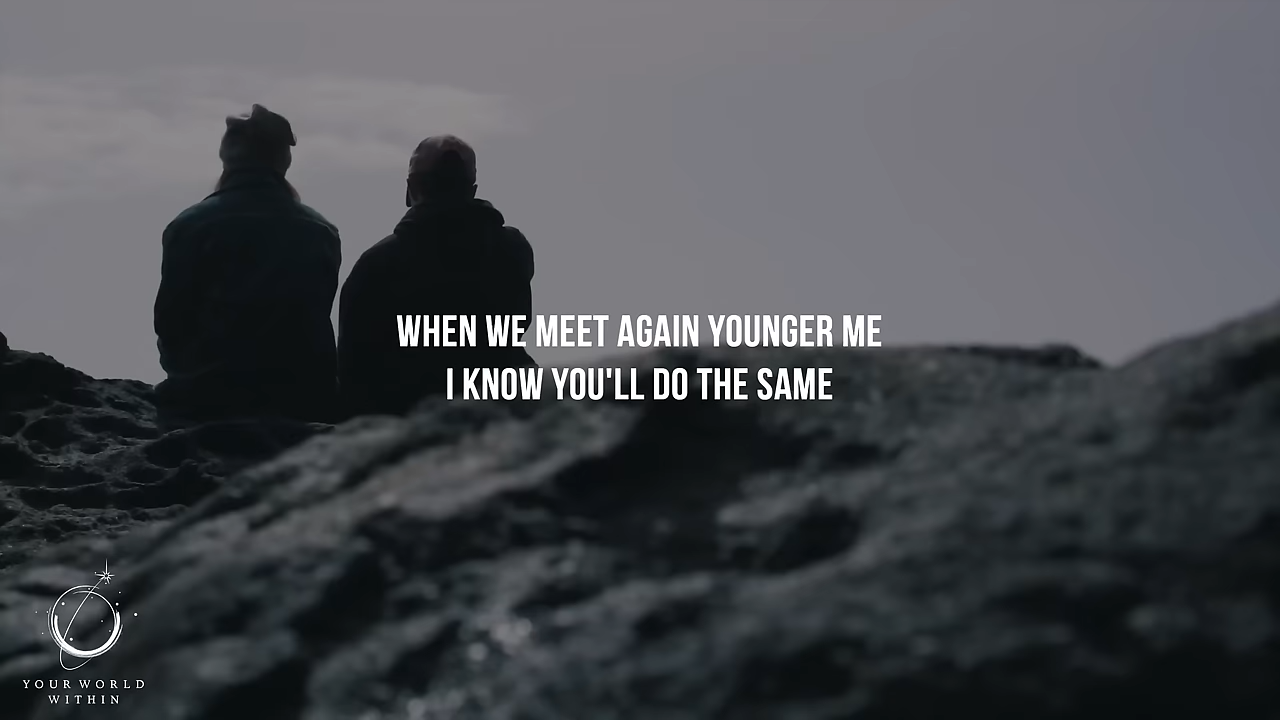 WHEN WE MEET AGAIN YOUNGER ME
I KNOW YOU'LL DO THE SAME
YOUR WORLD
WITHIN